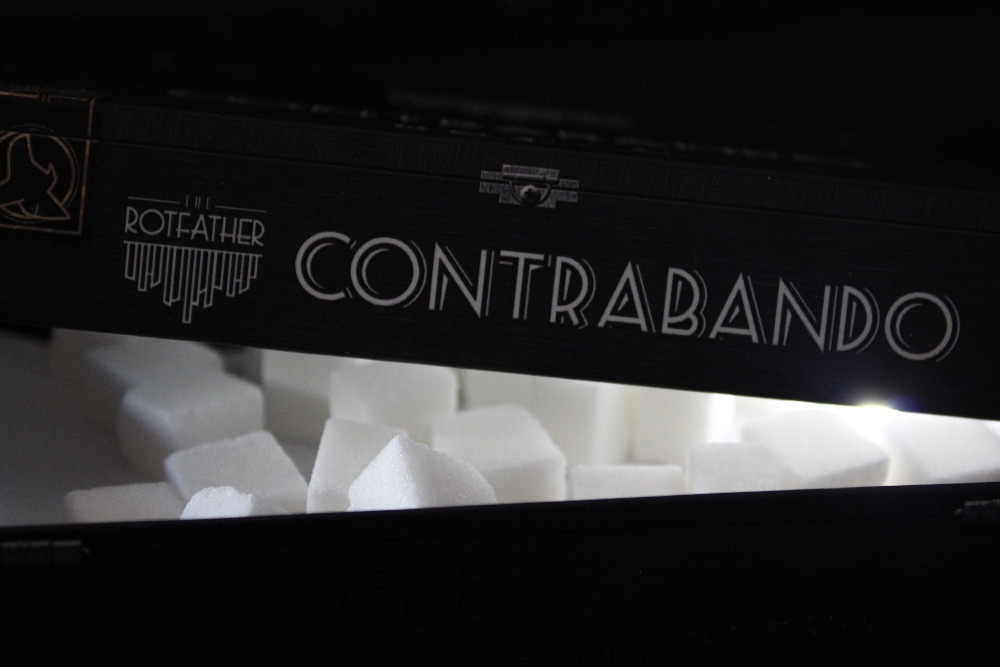 THE
ROTFATHER
CONTRABANDO